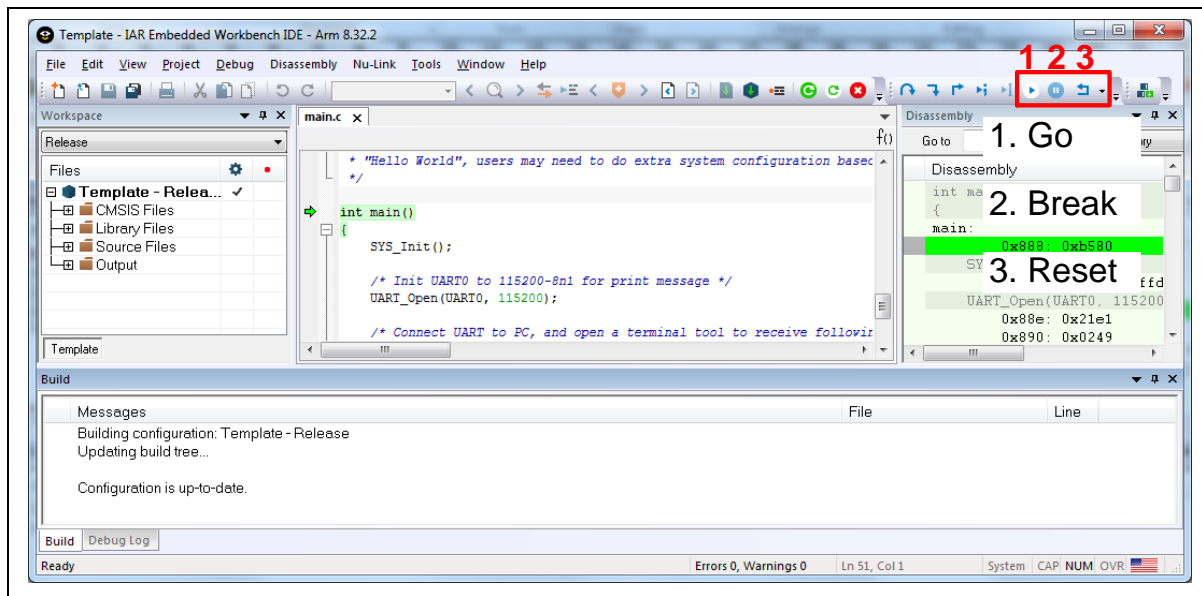 Template - IAR Embedded Workbench IDE - Arm 8.32.2
File Edit View Project Debug Disassembly Nu-Link Tools Window Help
1 2 3
Workspace
Release
Files
Template - Relea...
CMSIS Files
Library Files
Source Files
Output
Template
main.c x
f()
* "Hello World", users may need to do extra system configuration based
*/
int main()
{
SYS_Init();
/* Init UART0 to 115200-8n1 for print message */
UART_Open(UART0, 115200);
/* Connect UART to PC, and open a terminal tool to receive followin
Disassembly
Go to
1. Go
Disassembly
int ma
{
2. Break
main:
0x888: 0xb580
SY
3. Reset
ffd
UART_Open(UART0, 115200
0x88e: 0x21e1
0x890: 0x0249
Build
Messages File Line
Building configuration: Template - Release
Updating build tree...
Configuration is up-to-date.
Build Debug Log
Ready Errors 0, Warnings 0 Ln 51, Col 1 System CAP NUM OVR